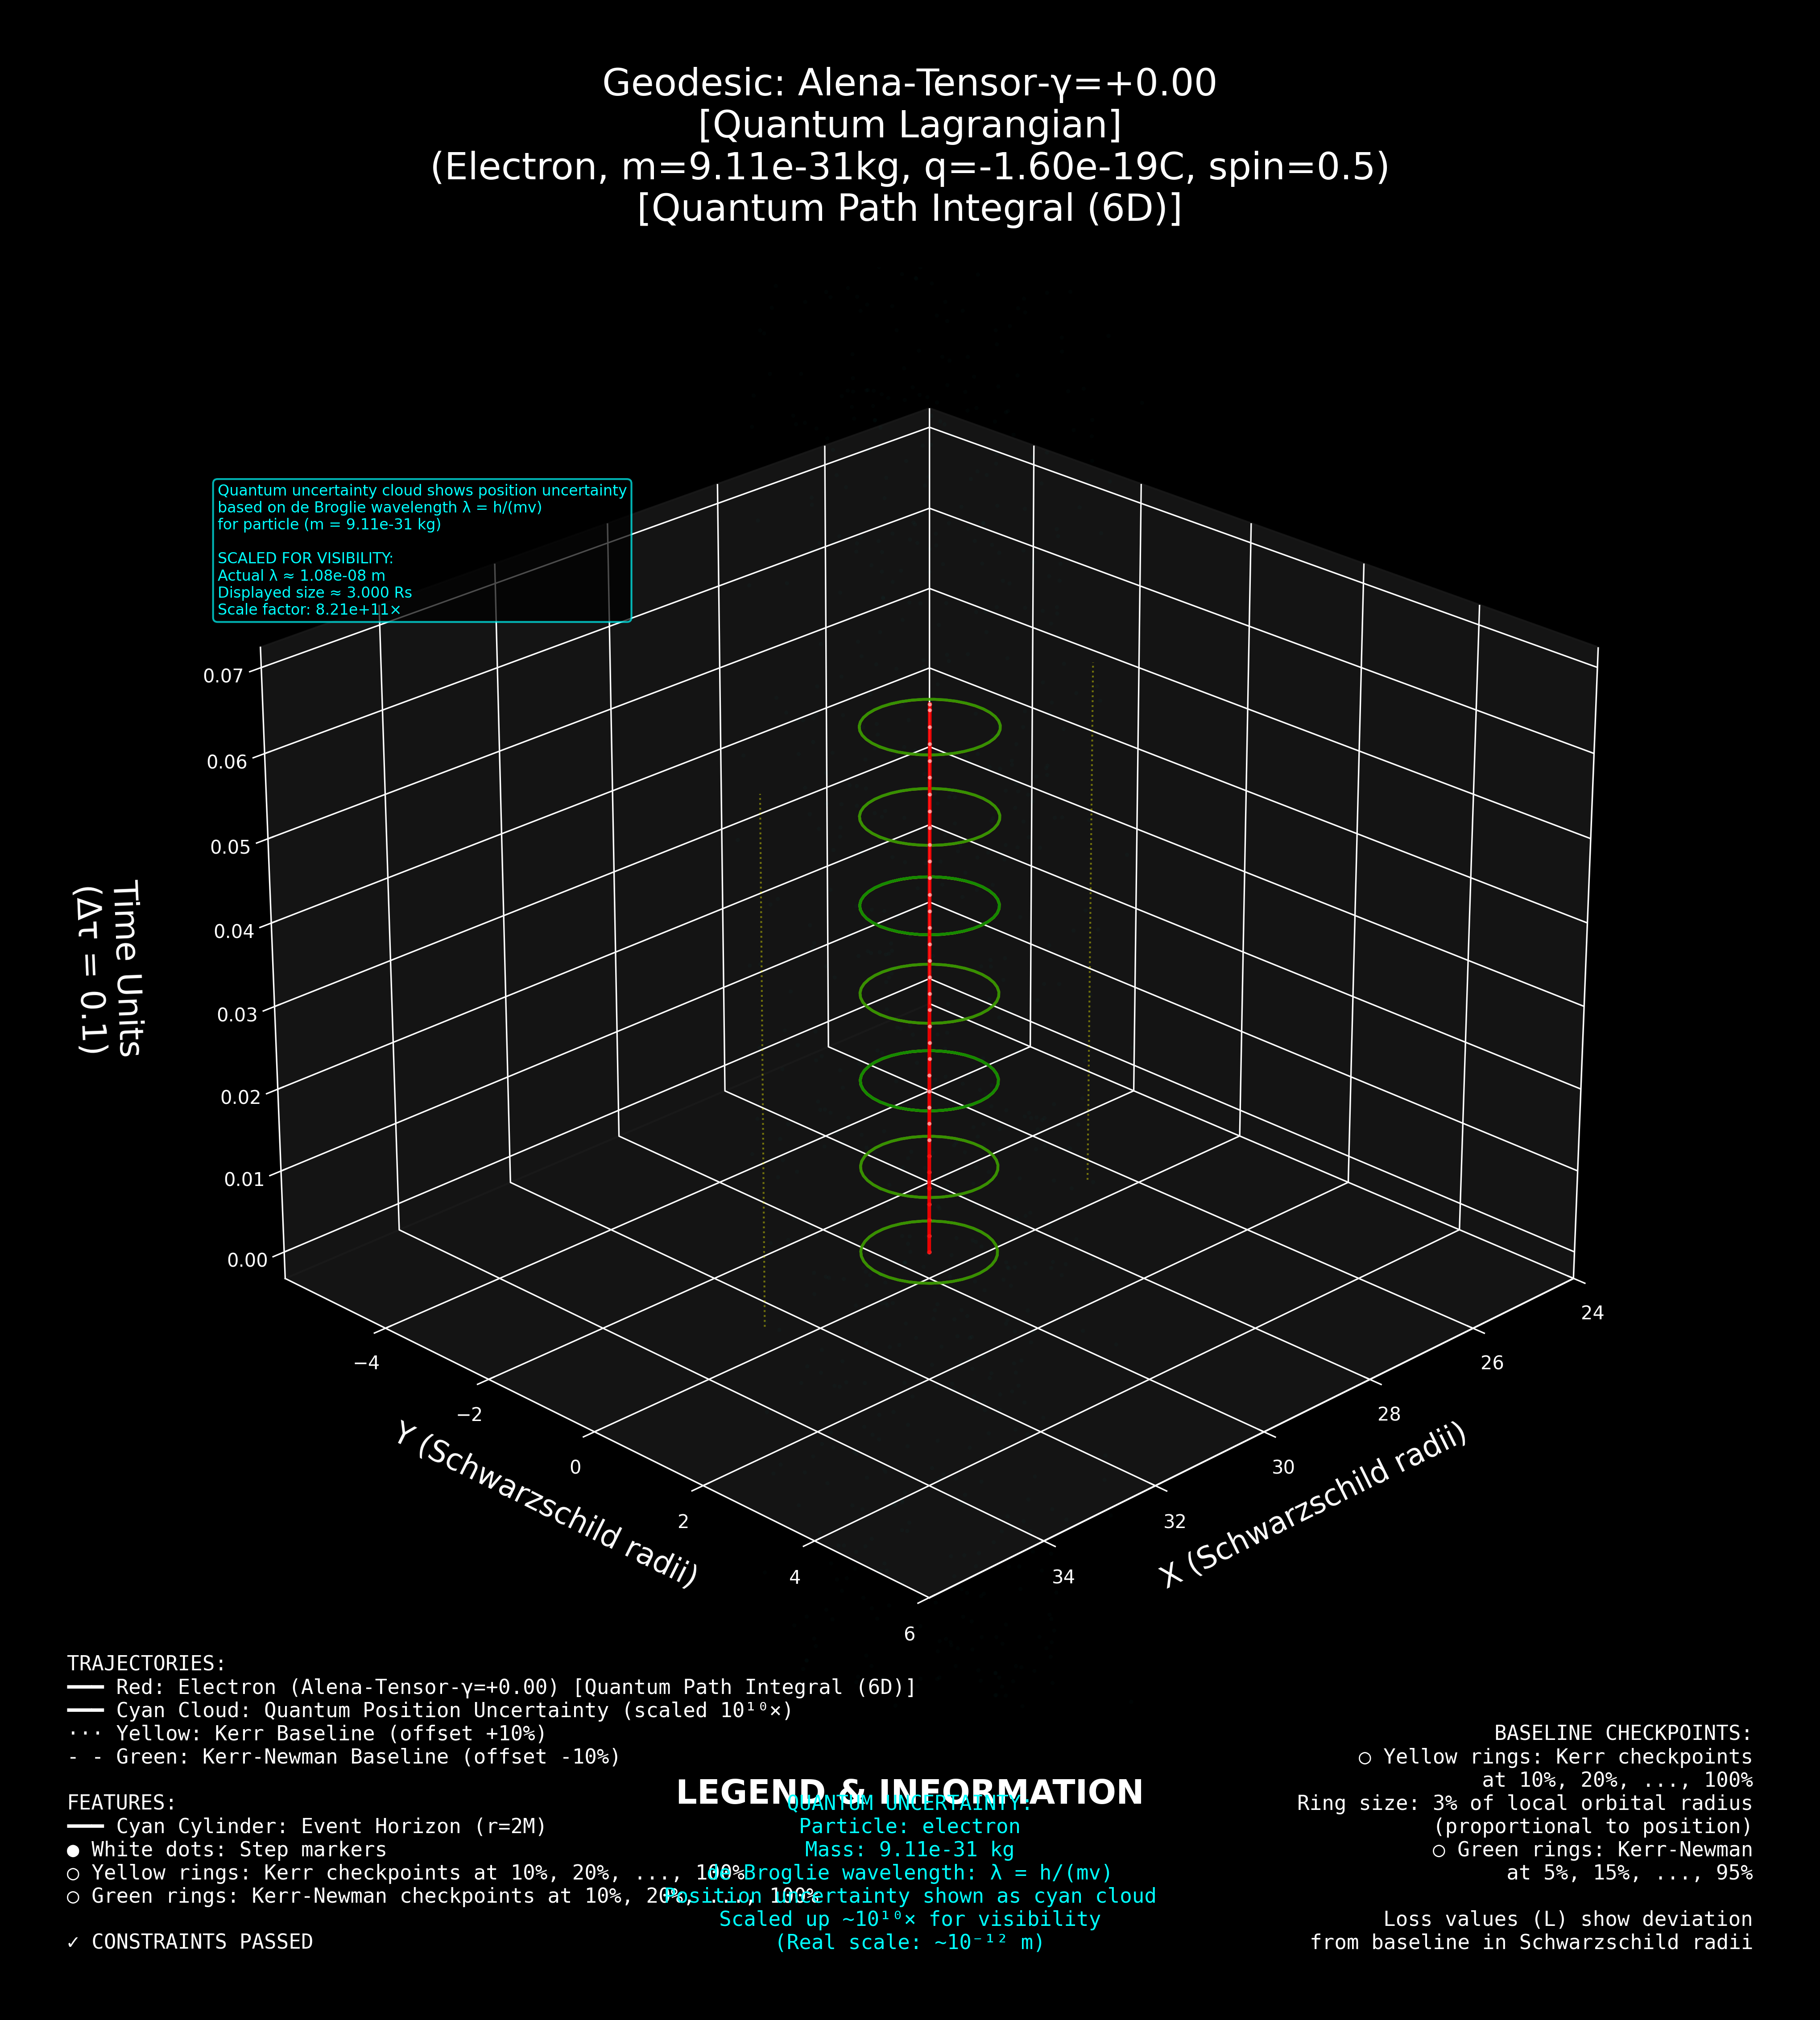 Geodesic: Alena-Tensor-γ=+0.00
[Quantum Lagrangian]
(Electron, m=9.11e-31kg, q=-1.60e-19C, spin=0.5)
[Quantum Path Integral (6D)]
Quantum uncertainty cloud shows position uncertainty
based on de Broglie wavelength λ = h/(mv)
for particle (m = 9.11e-31 kg)
SCALED FOR VISIBILITY:
Actual λ ≈ 1.08e-08 m
Displayed size ≈ 3.000 Rs
Scale factor: 8.21e+11×
0.07
0.06
0.05
0.04
0.03
0.02
0.01
0.00
Time Units
(Δτ = 0.1)
−4
−2
0
2
4
6
Y (Schwarzschild radii)
24
26
28
30
32
34
X (Schwarzschild radii)
TRAJECTORIES:
Red: Electron (Alena-Tensor-γ=+0.00) [Quantum Path Integral (6D)]
Cyan Cloud: Quantum Position Uncertainty (scaled 10¹⁰×)
··· Yellow: Kerr Baseline (offset +10%)
- - Green: Kerr-Newman Baseline (offset -10%)
FEATURES:
Cyan Cylinder: Event Horizon (r=2M)
● White dots: Step markers
○ Yellow rings: Kerr checkpoints at 10%, 20%, ..., 100%
○ Green rings: Kerr-Newman checkpoints at 10%, 20%, ..., 100%
✓ CONSTRAINTS PASSED
LEGEND & INFORMATION
QUANTUM UNCERTAINTY:
Particle: electron
Mass: 9.11e-31 kg
de Broglie wavelength: λ = h/(mv)
Position uncertainty shown as cyan cloud
Scaled up ~10¹⁰× for visibility
(Real scale: ~10⁻¹² m)
BASELINE CHECKPOINTS:
○ Yellow rings: Kerr checkpoints
at 10%, 20%, ..., 100%
Ring size: 3% of local orbital radius
(proportional to position)
○ Green rings: Kerr-Newman
at 5%, 15%, ..., 95%
Loss values (L) show deviation
from baseline in Schwarzschild radii